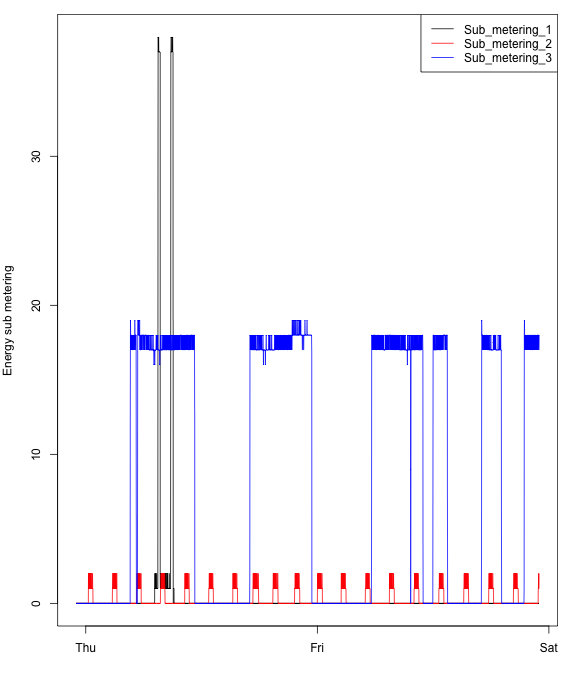 Sub_metering_1
Sub_metering_2
Sub_metering_3
Energy sub metering
30
20
10
0
Thu Fri Sat